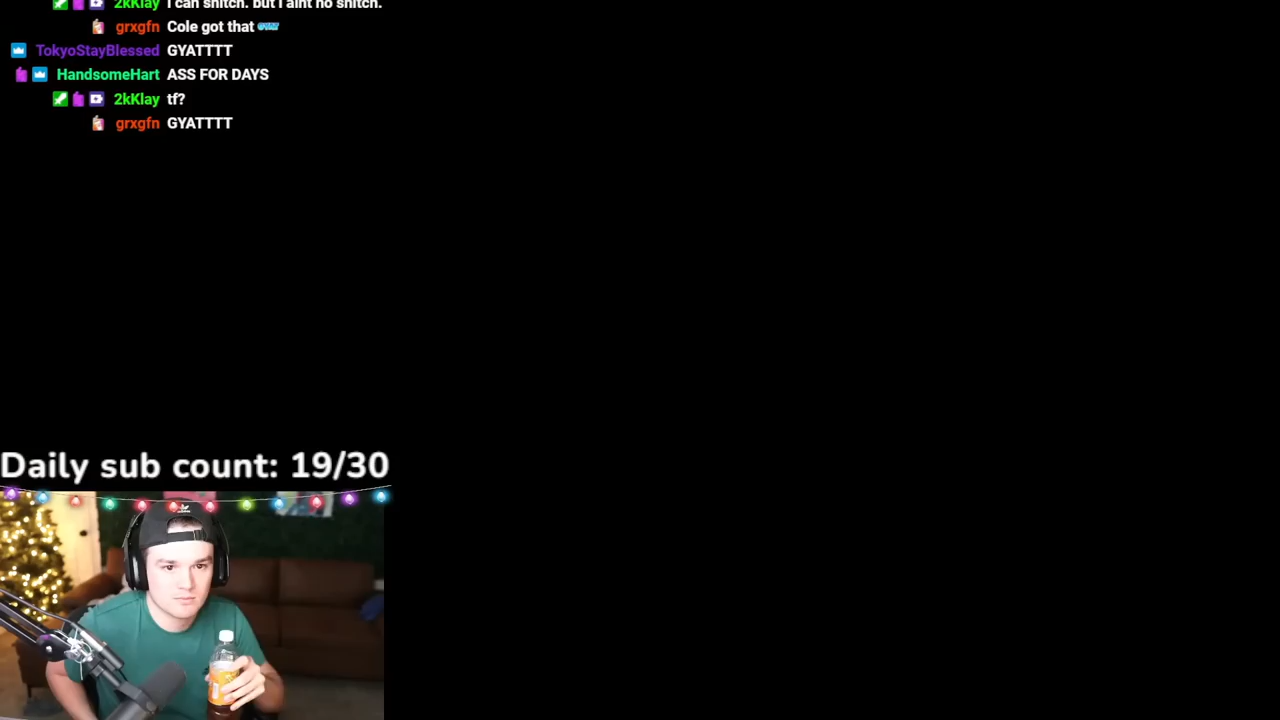 2kKlay I can snitch. but I aint no snitch.
grxgfn Cole got that
TokyoStayBlessed GYATTTT
HandsomeHart ASS FOR DAYS
2kKlay tf?
grxgfn GYATTTT
Daily sub count: 19/30